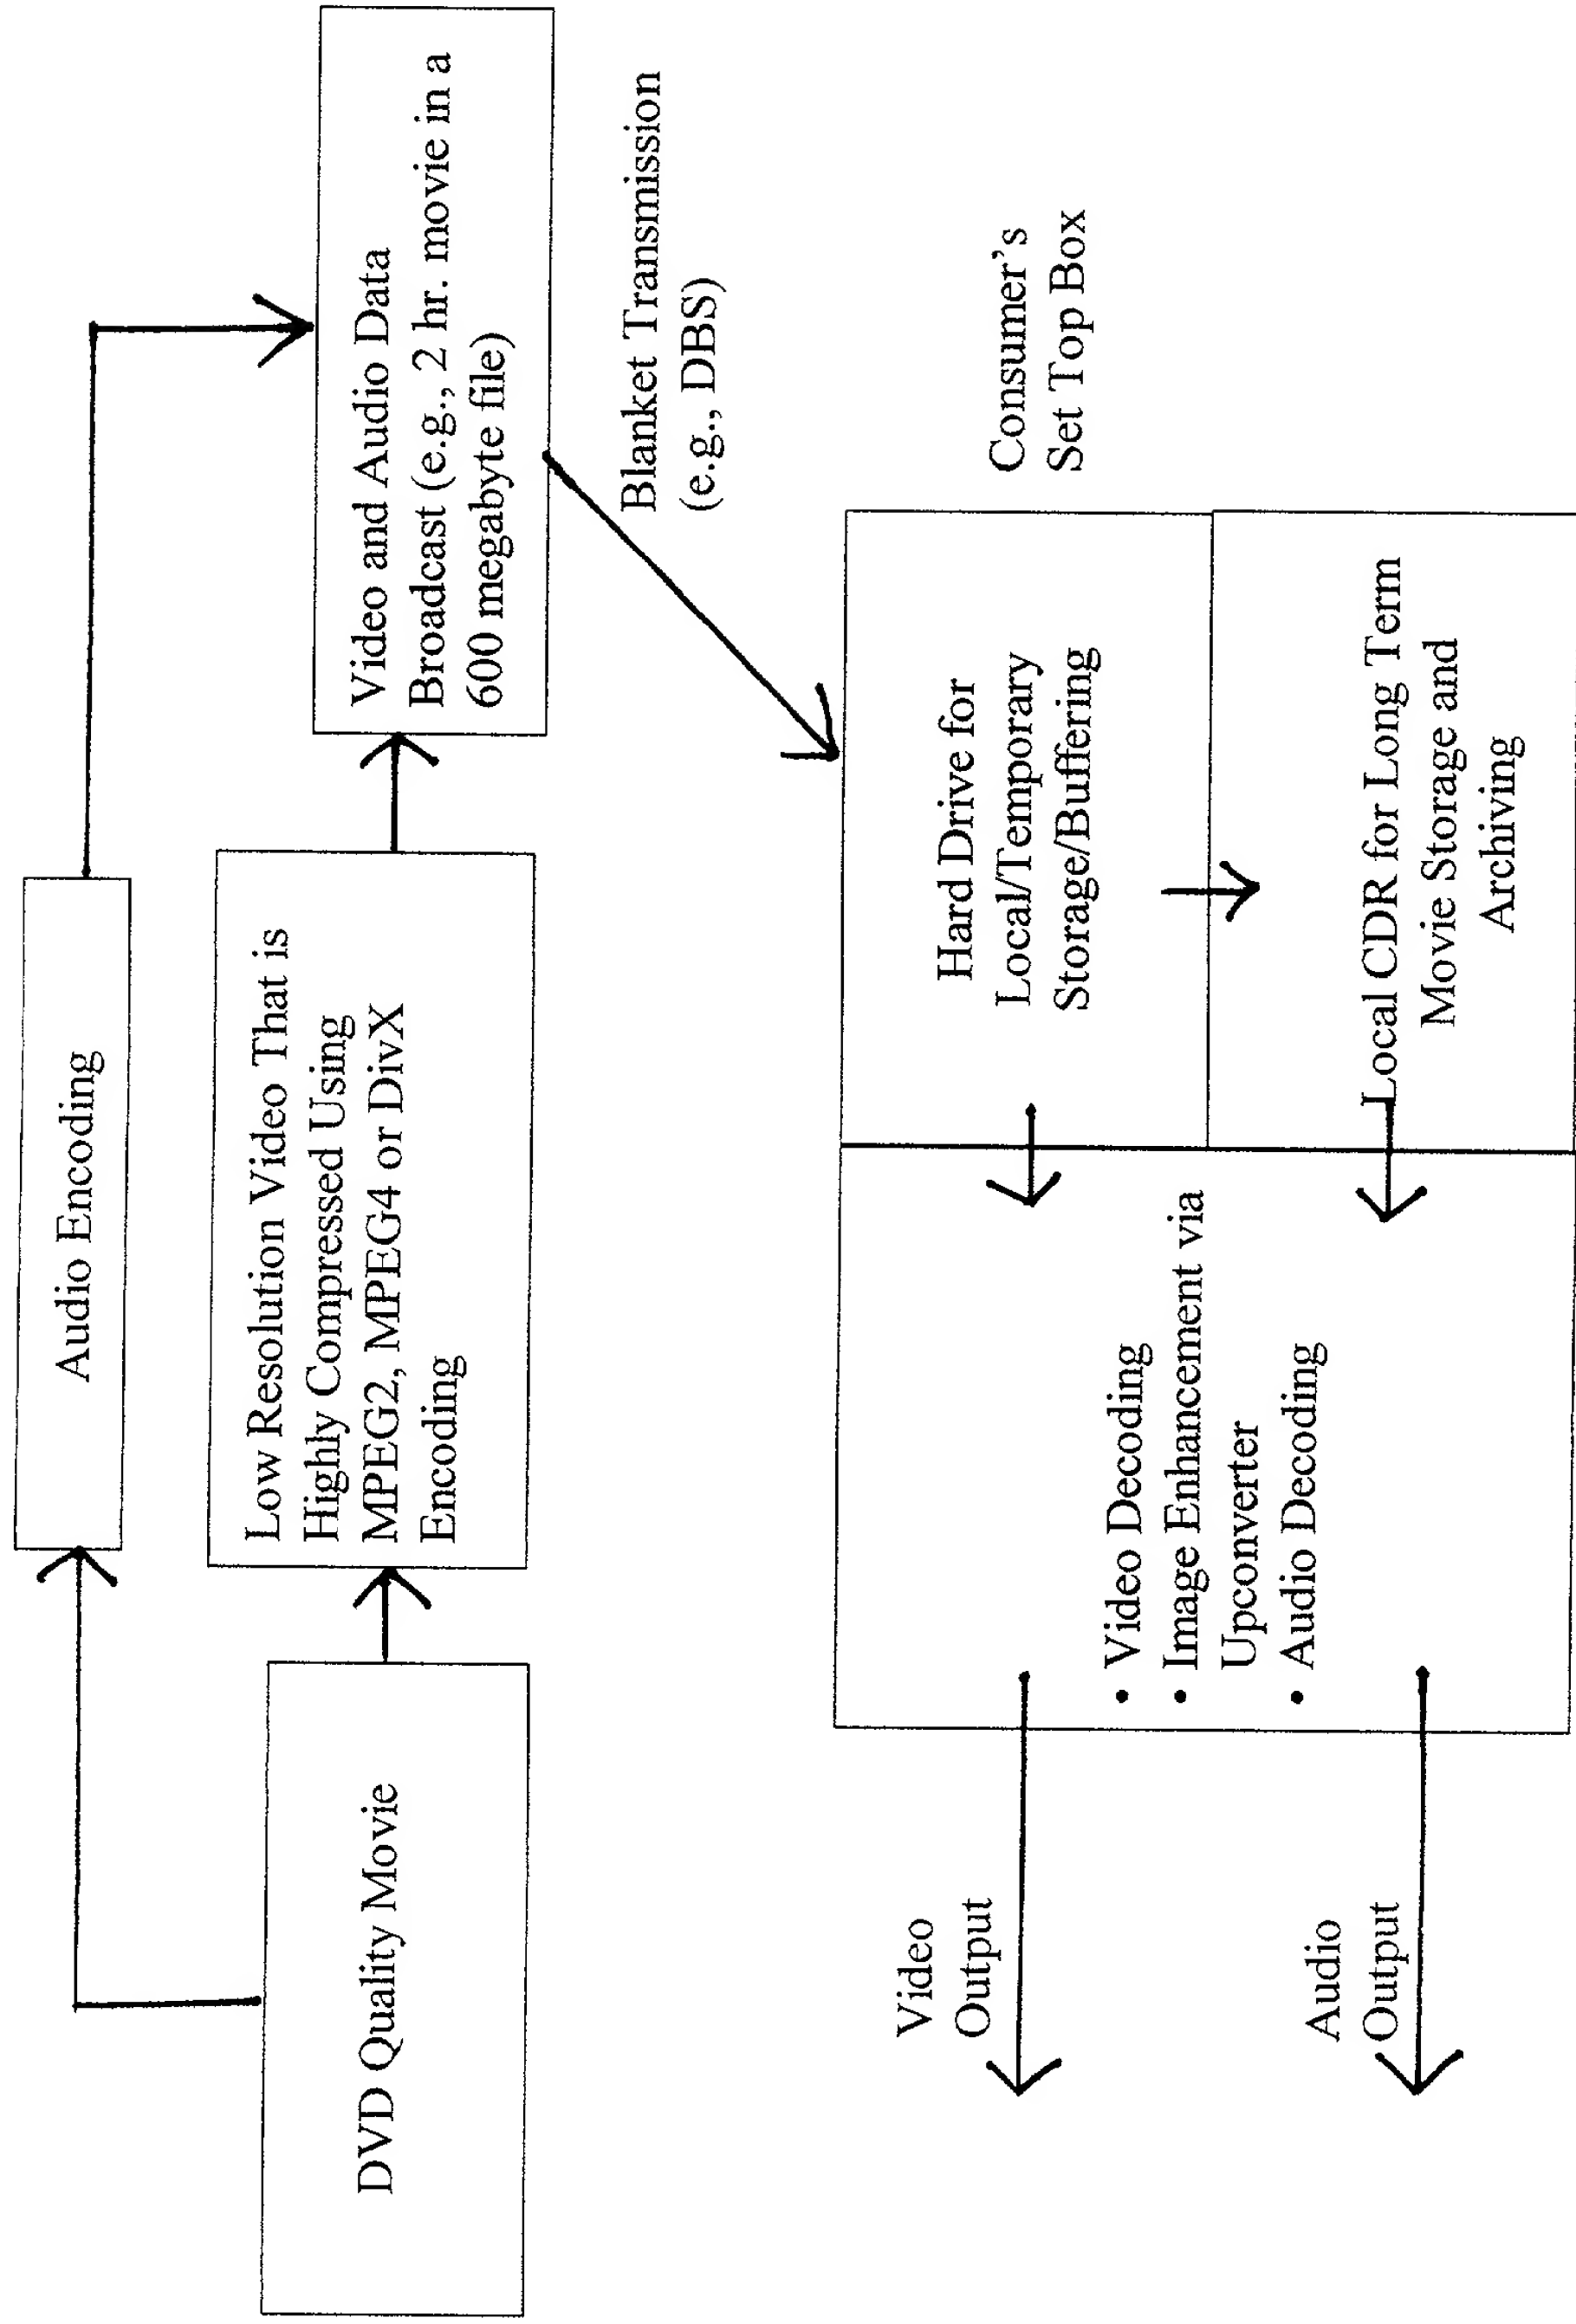 Audio Encoding
DVD Quality Movie
Low Resolution Video That is
Highly Compressed Using
MPEG2, MPEG4 or DivX
Encoding
Video and Audio Data
Broadcast (e.g., 2 hr. movie in a
600 megabyte file)
Blanket Transmission
(e.g., DBS)
Video
Output
Audio
Output
• Video Decoding
• Image Enhancement via
Upconverter
• Audio Decoding
Hard Drive for
Local/Temporary
Storage/Buffering
Local CDR for Long Term
Movie Storage and
Archiving
Consumer's
Set Top Box